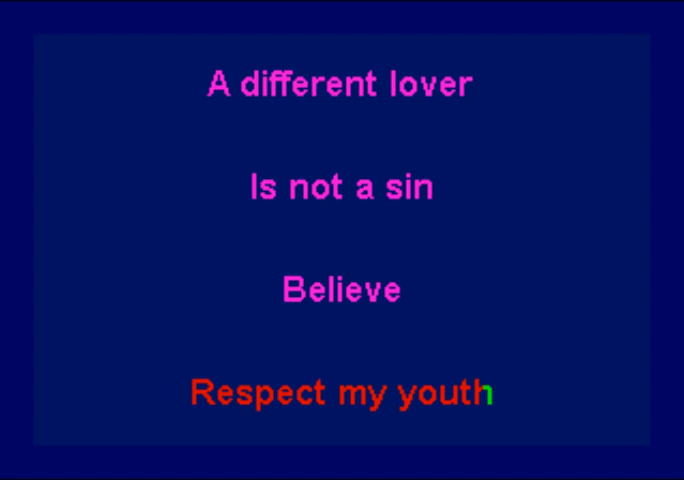 A different lover
Is not a sin
Believe
Respect my youth